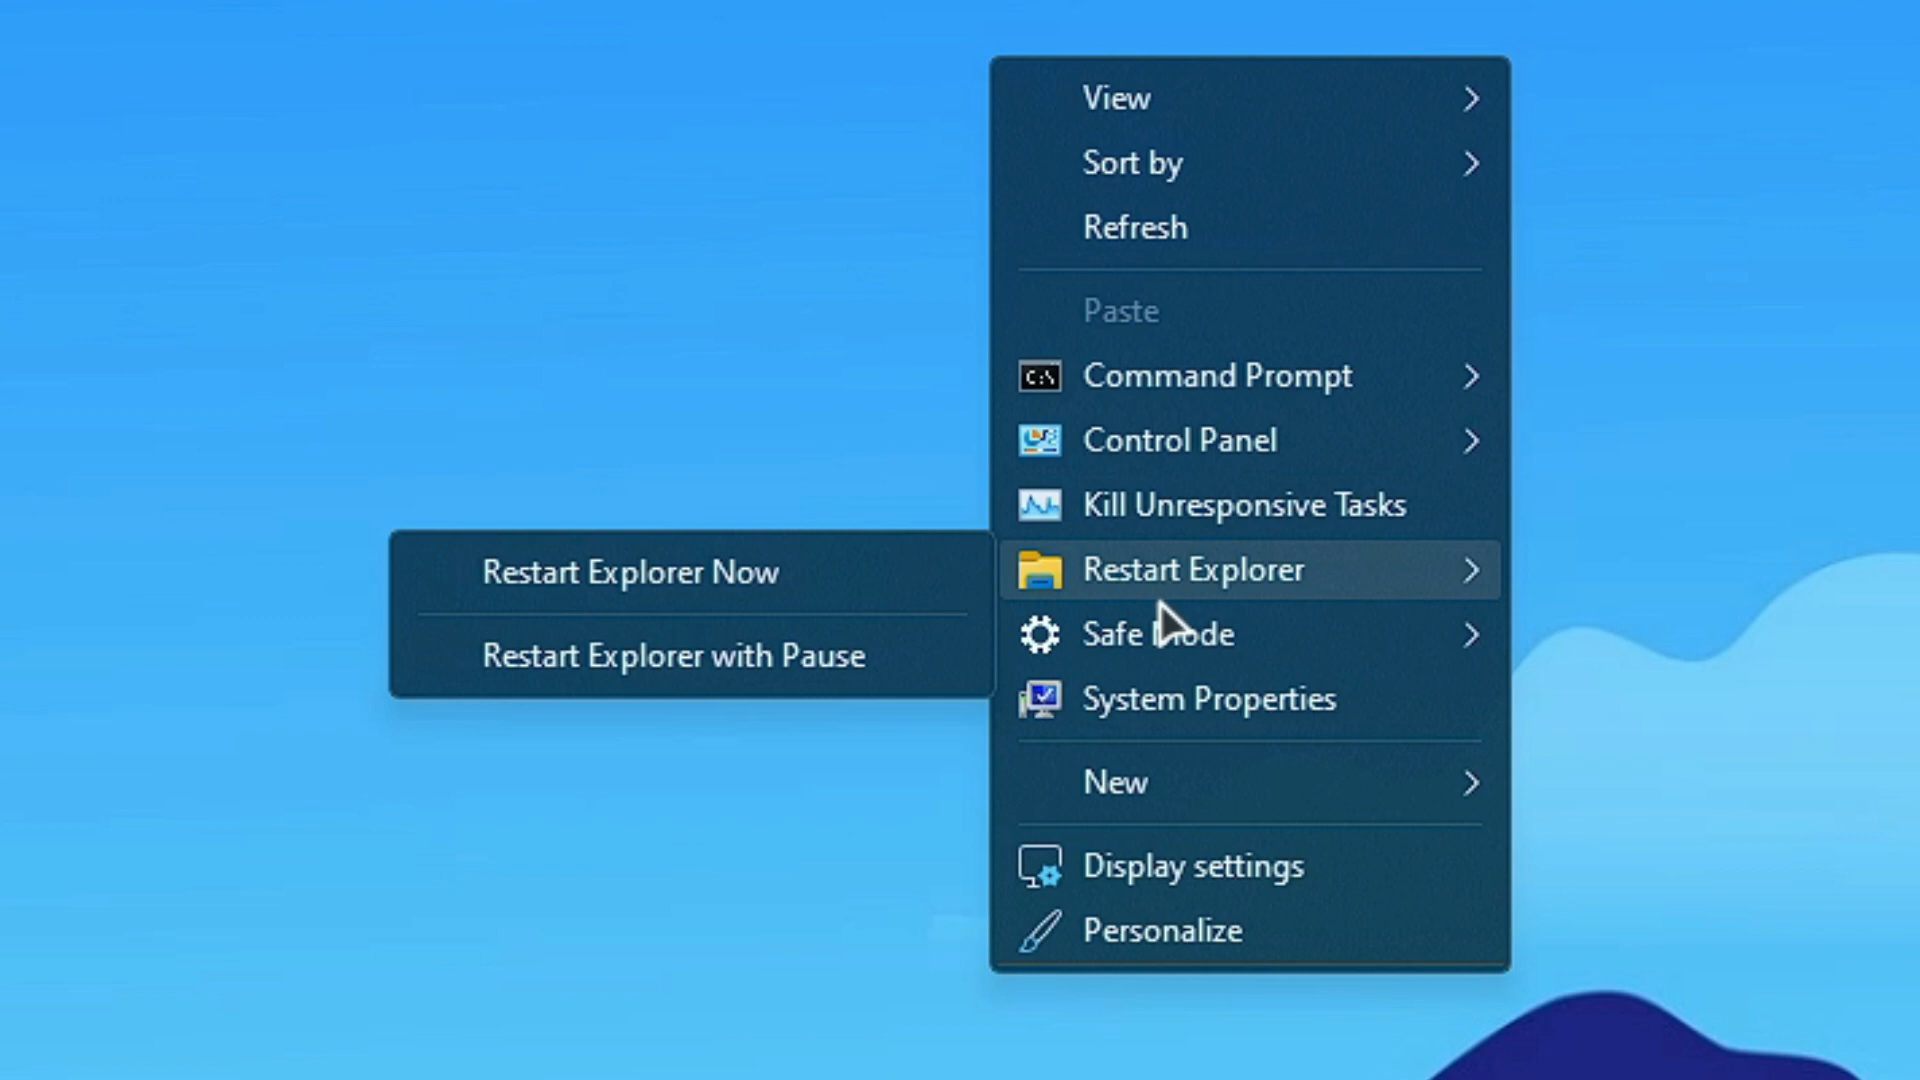 View
Sort by
Refresh
Paste
C:\
Command Prompt
Control Panel
Kill Unresponsive Tasks
Restart Explorer
Restart Explorer Now
Restart Explorer with Pause
Safe Mode
System Properties
New
Display settings
Personalize